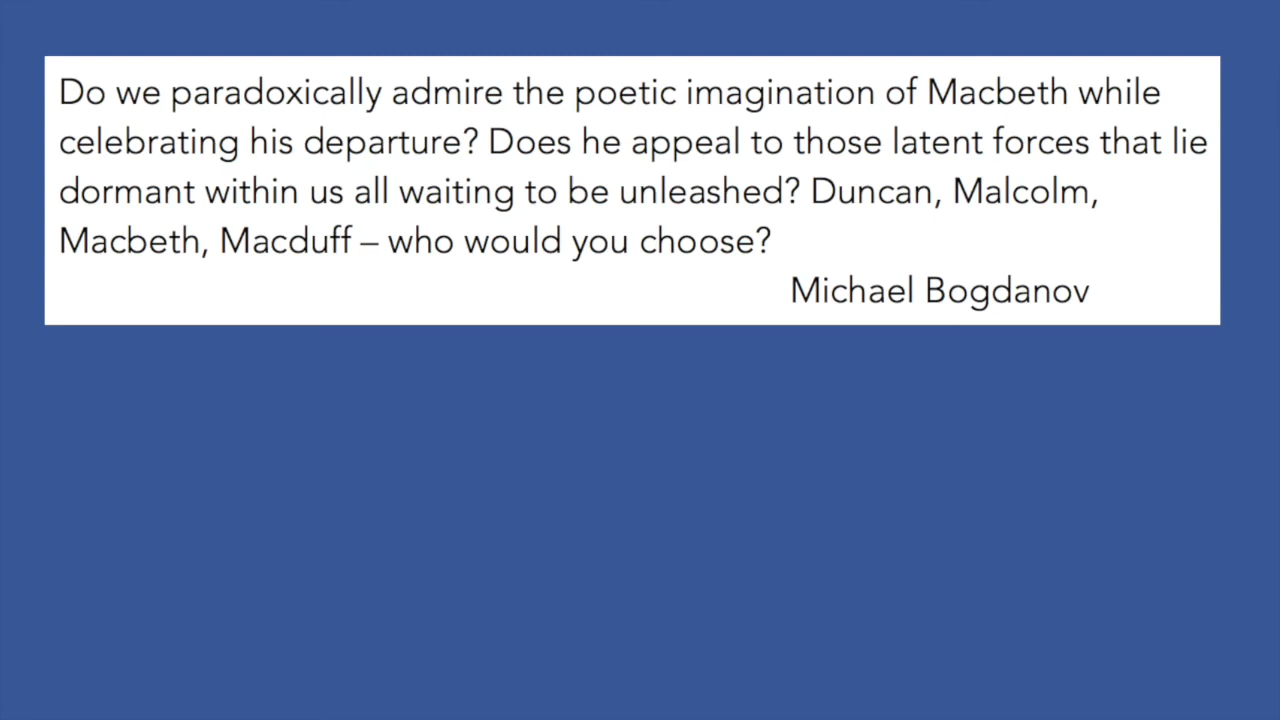 Do we paradoxically admire the poetic imagination of Macbeth while
celebrating his departure? Does he appeal to those latent forces that lie
dormant within us all waiting to be unleashed? Duncan, Malcolm,
Macbeth, Macduff – who would you choose?
Michael Bogdanov